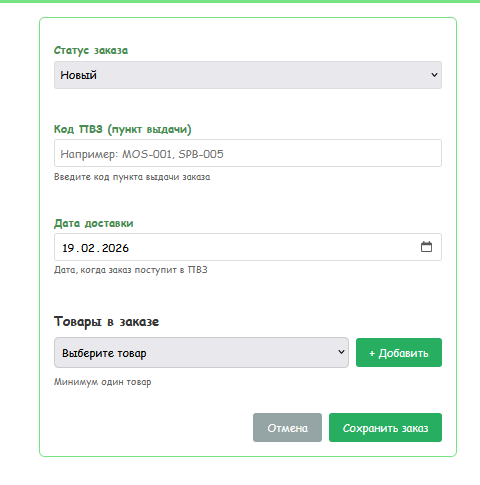 Статус заказа
Новый
Код ПВЗ (пункт выдачи)
Например: MOS-001, SPB-005
Введите код пункта выдачи заказа
Дата доставки
19.02.2026
Дата, когда заказ поступит в ПВЗ
Товары в заказе
Выберите товар
+ Добавить
Минимум один товар
Отмена
Сохранить заказ